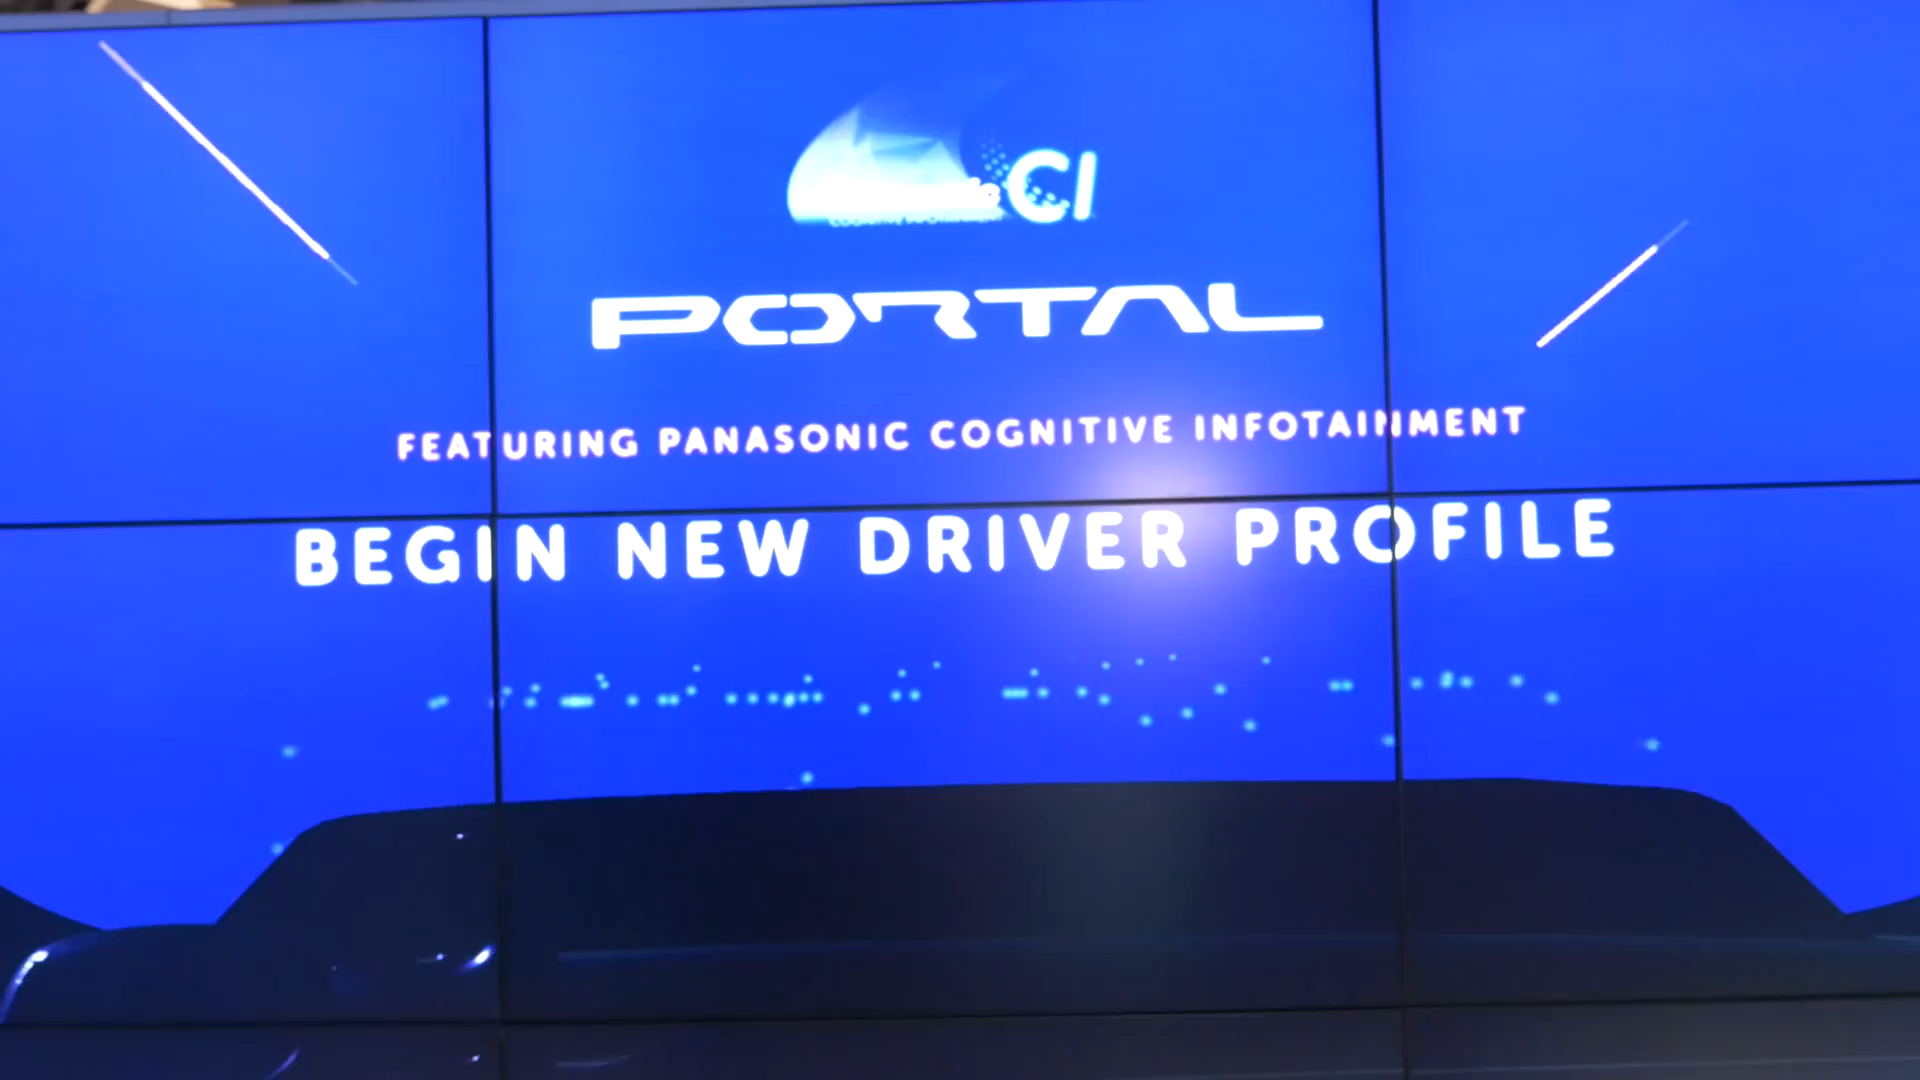 CI
PORTAL
FEATURING PANASONIC COGNITIVE INFOTAINMENT
BEGIN NEW DRIVER PROFILE